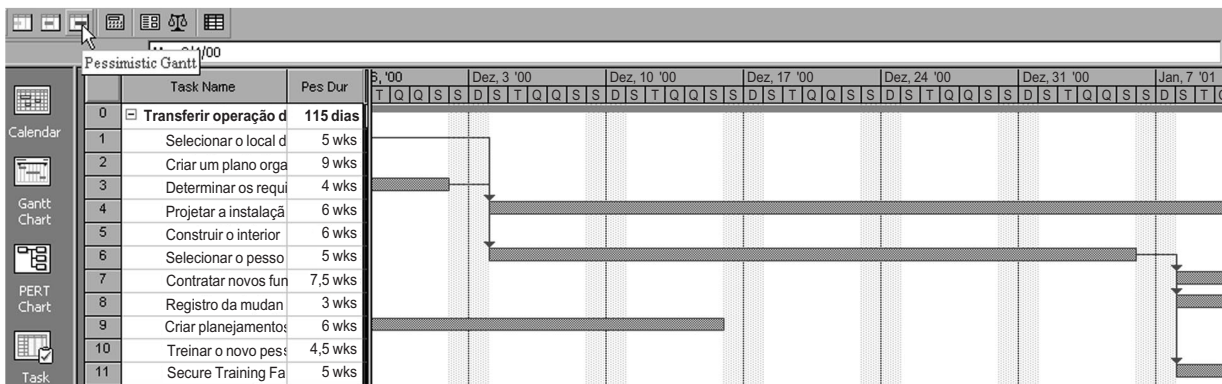 /00
Pessimistic Gantt
Task Name Pes Dur
, '00 Dez, 3 '00 Dez, 10 '00 Dez, 17 '00 Dez, 24 '00 Dez, 31 '00 Jan, 7 '01
T Q Q S S D S T Q Q S S D S T Q Q S S D S T Q Q S S D S T Q Q S S D S T Q Q S S D S T
0 Transferir operação d 115 dias
1 Selecionar o local d 5 wks
2 Criar um plano orga 9 wks
3 Determinar os requi 4 wks
4 Projetar a instalaçã 6 wks
5 Construir o interior 6 wks
6 Selecionar o pesso 5 wks
7 Contratar novos fun 7,5 wks
8 Registro da mudan 3 wks
9 Criar planejamentos 6 wks
10 Treinar o novo pess 4,5 wks
11 Secure Training Fa 5 wks
Calendar
Gantt
Chart
PERT
Chart
Task